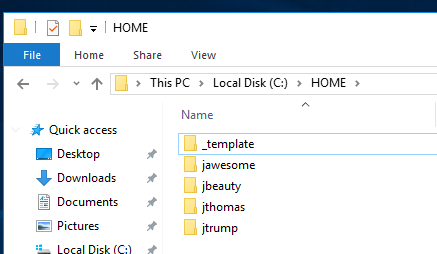 HOME
File Home Share View
This PC Local Disk (C:) HOME
Name
Quick access
Desktop
Downloads
Documents
Pictures
Local Disk (C:)
_template
jawesome
jbeauty
jthomas
jtrump